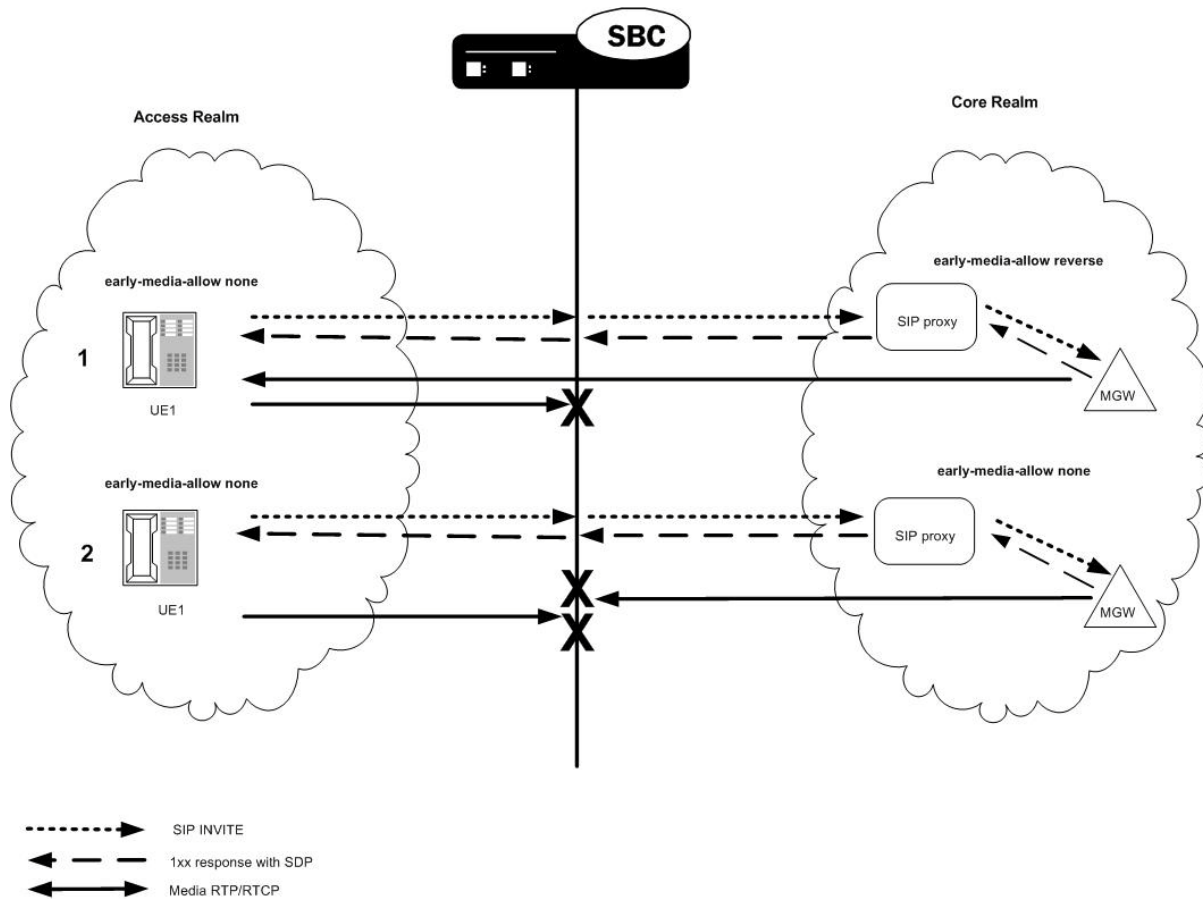 SBC
Access Realm
Core Realm
early-media-allow none
early-media-allow reverse
SIP proxy
1
UE1
MGW
X
early-media-allow none
early-media-allow none
SIP proxy
2
UE1
X
MGW
X
SIP INVITE
1xx response with SDP
Media RTP/RTCP